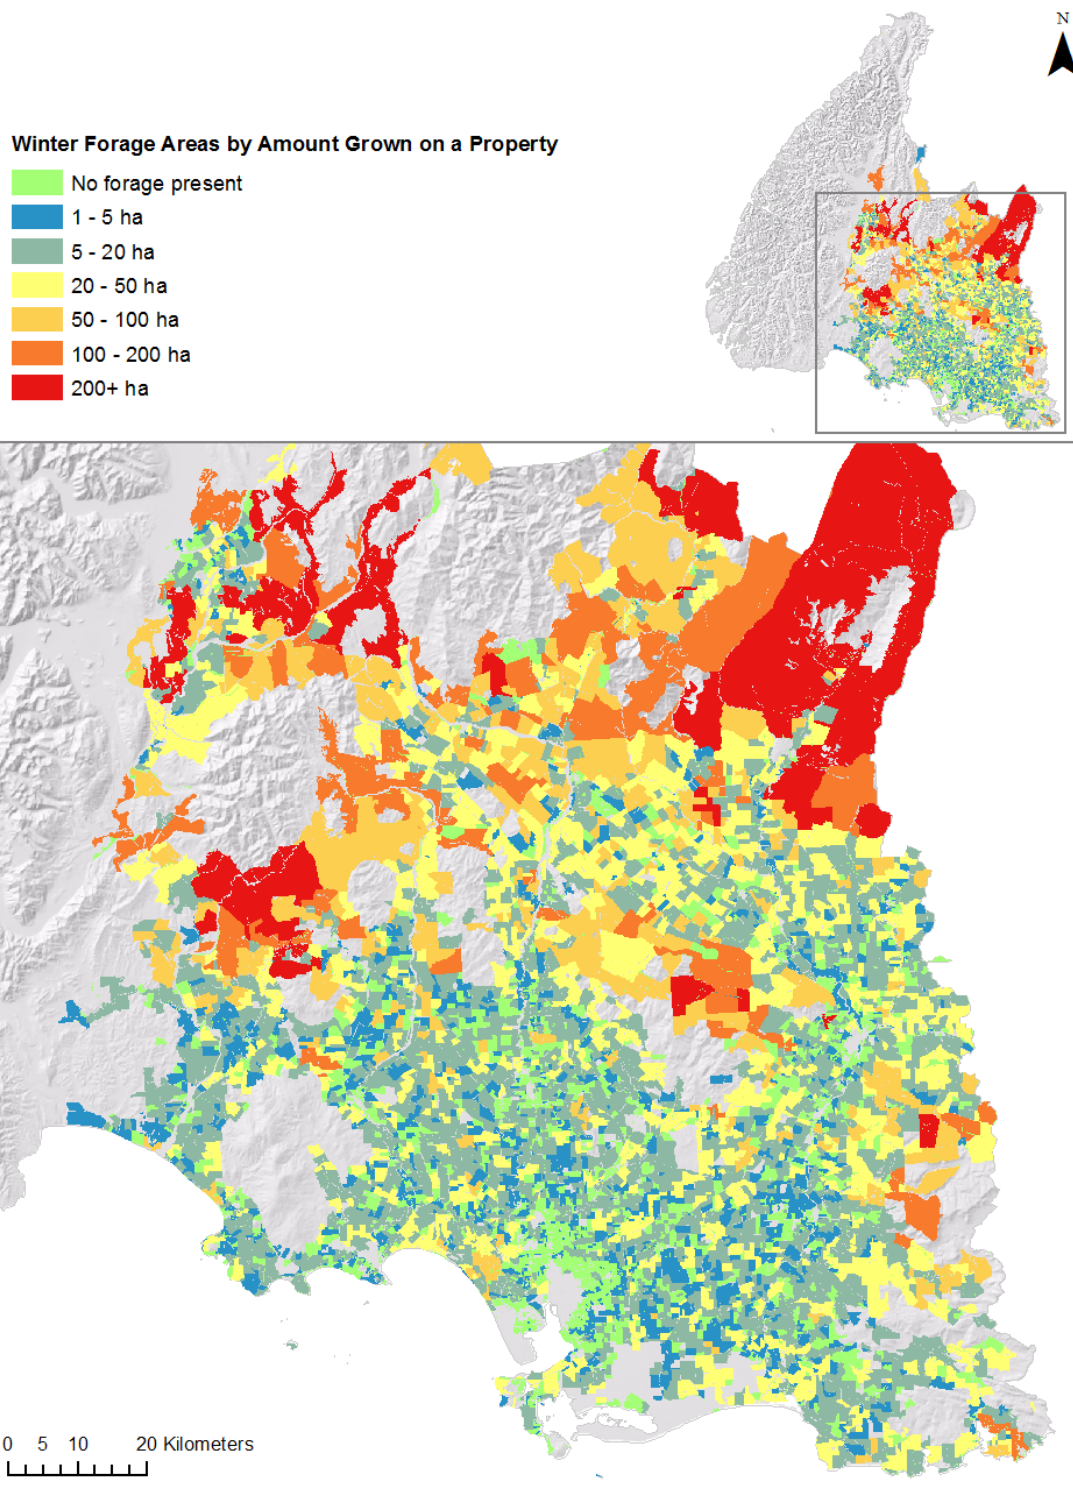 N
Winter Forage Areas by Amount Grown on a Property
No forage present
1 - 5 ha
5 - 20 ha
20 - 50 ha
50 - 100 ha
100 - 200 ha
200+ ha
0 5 10 20 Kilometers